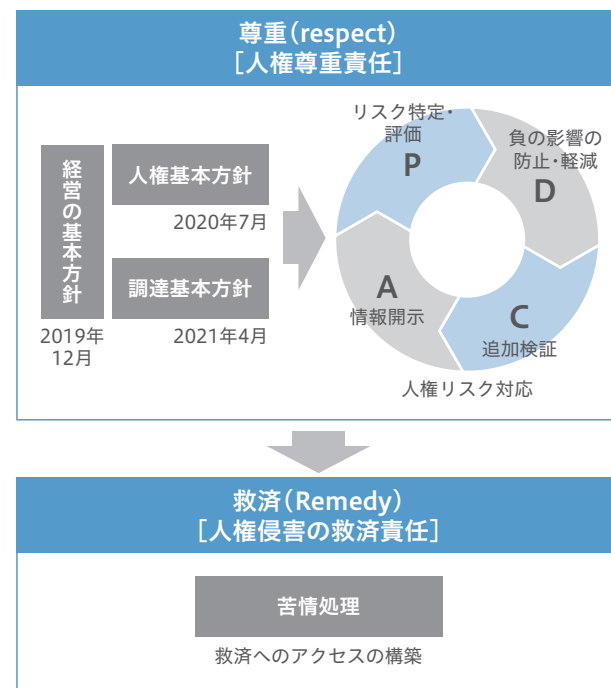 尊重（respect）
［人権尊重責任］
経営の基本方針
2019年
12月
人権基本方針
2020年7月
調達基本方針
2021年4月
リスク特定・
評価
P
負の影響の
防止・軽減
D
C
追加検証
A
情報開示
人権リスク対応
救済（Remedy）
［人権侵害の救済責任］
苦情処理
救済へのアクセスの構築